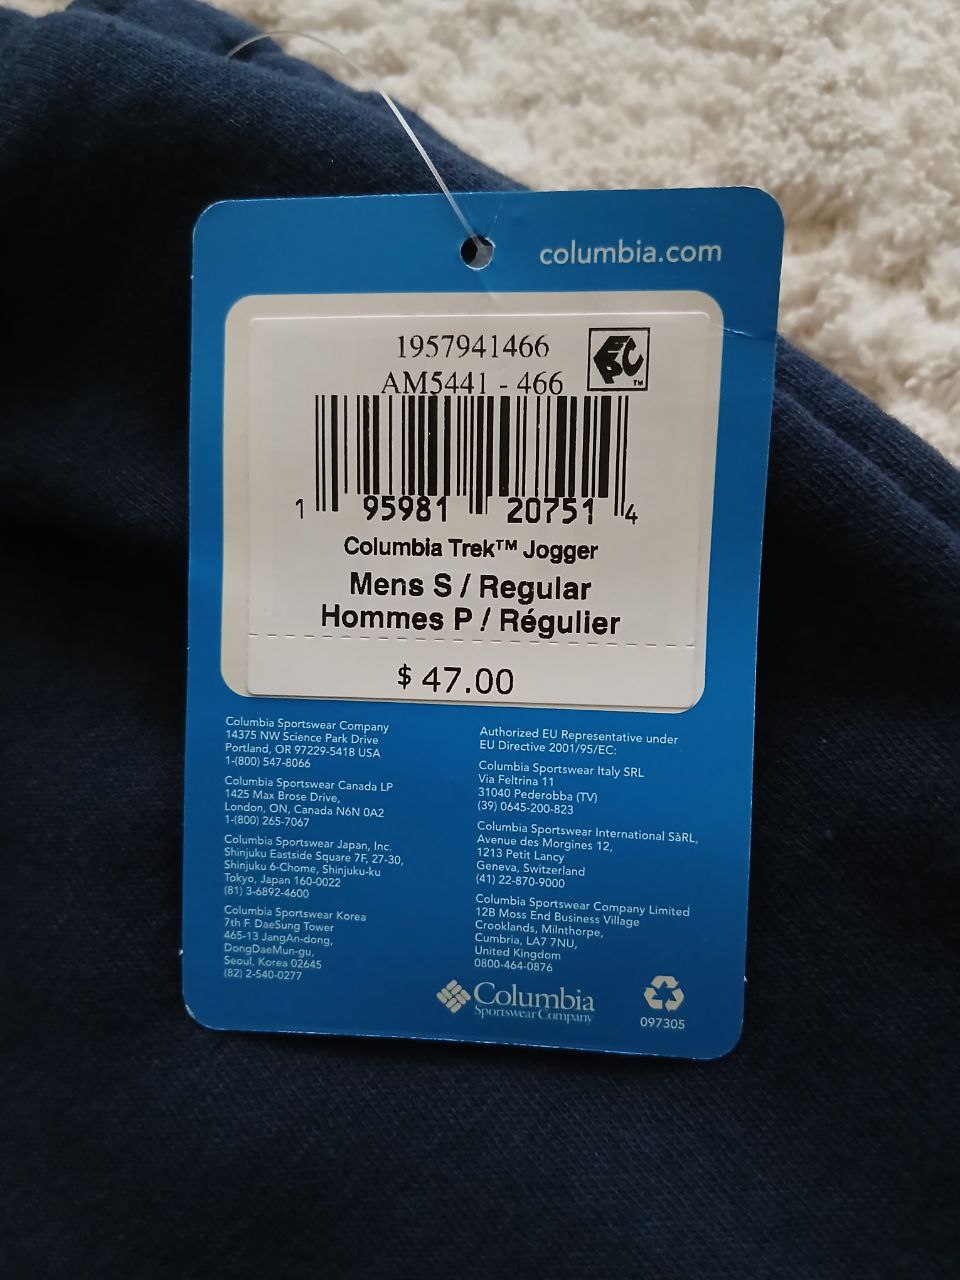 columbia.com
1957941466
AM5441 - 466
1 95981 20751 4
Columbia Trek™ Jogger
Mens S / Regular
Hommes P / Régulier
$ 47.00
Columbia Sportswear Company
14375 NW Science Park Drive
Portland, OR 97229-5418 USA
1-(800) 547-8066
Columbia Sportswear Canada LP
1425 Max Brose Drive,
London, ON, Canada N6N 0A2
1-(800) 265-7067
Columbia Sportswear Japan, Inc.
Shinjuku Eastside Square 7F, 27-30,
Shinjuku 6-Chome, Shinjuku-ku
Tokyo, Japan 160-0022
(81) 3-6892-4600
Columbia Sportswear Korea
7th F. DaeSung Tower
465-13 JangAn-dong,
DongDaeMun-gu,
Seoul, Korea 02645
(82) 2-540-0277
Authorized EU Representative under
EU Directive 2001/95/EC:
Columbia Sportswear Italy SRL
Via Feltrina 11
31040 Pederobba (TV)
(39) 0645-200-823
Columbia Sportswear International SàRL,
Avenue des Morgines 12,
1213 Petit Lancy
Geneva, Switzerland
(41) 22-870-9000
Columbia Sportswear Company Limited
12B Moss End Business Village
Crooklands, Milnthorpe,
Cumbria, LA7 7NU,
United Kingdom
0800-464-0876
Columbia
Sportswear Company
097305